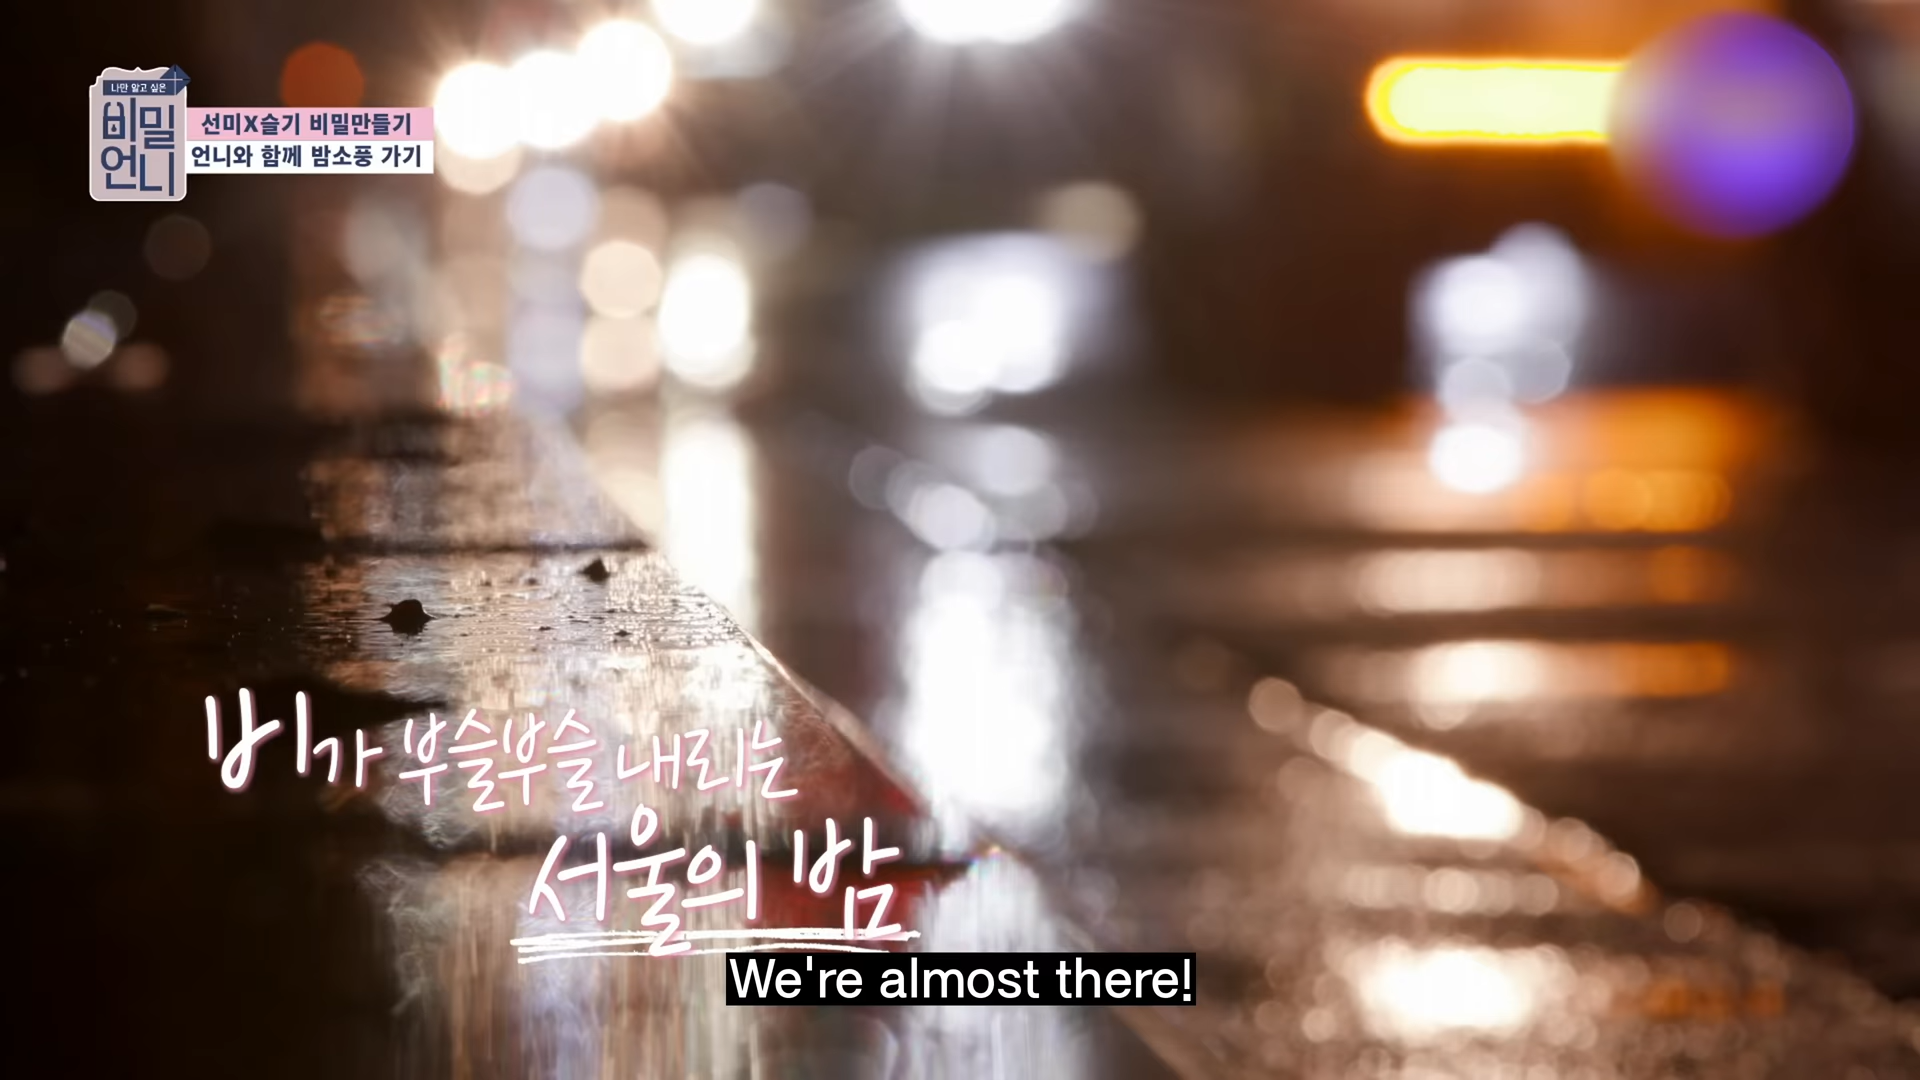 나만 알고 싶은
비밀
언니
선미X슬기 비밀만들기
언니와 함께 밤소풍 가기
비가 부슬부슬 내리는
서울의 밤
We're almost there!